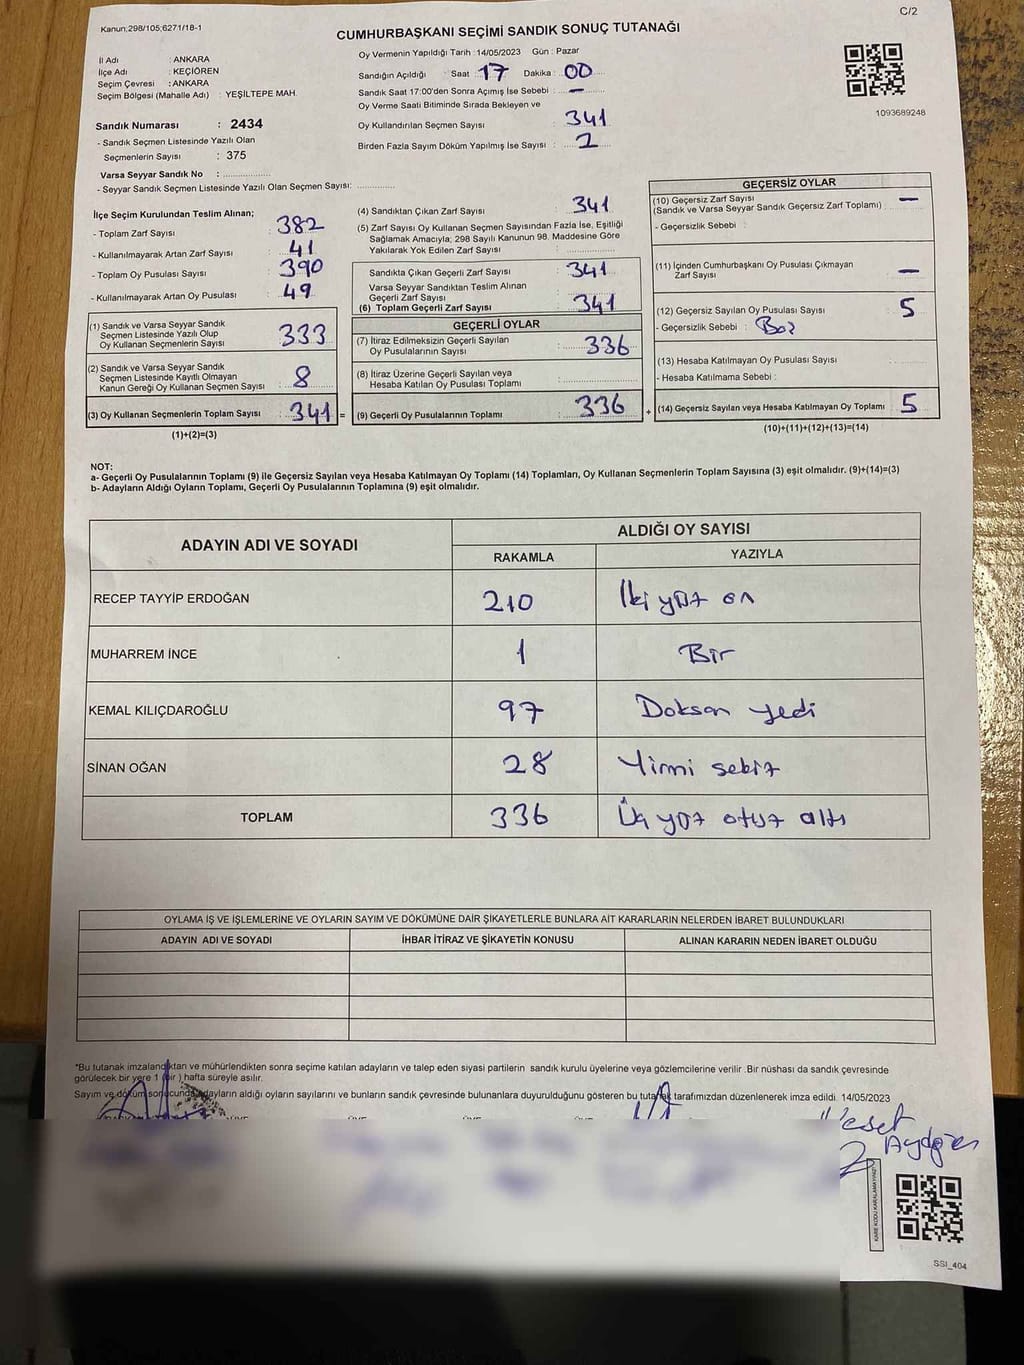 C/2
Kanun:298/105;6271/18-1
CUMHURBAŞKANI SEÇİMİ SANDIK SONUÇ TUTANAĞI
İl Adı : ANKARA
İlçe Adı : KEÇİÖREN
Seçim Çevresi : ANKARA
Seçim Bölgesi (Mahalle Adı) : YEŞİLTEPE MAH.
Sandık Numarası : 2434
- Sandık Seçmen Listesinde Yazılı Olan
Seçmenlerin Sayısı : 375
Varsa Seyyar Sandık No :
- Seyyar Sandık Seçmen Listesinde Yazılı Olan Seçmen Sayısı:
Oy Vermenin Yapıldığı Tarih : 14/05/2023 Gün : Pazar
Sandığın Açıldığı : Saat 17 Dakika : 00
Sandık Saat 17:00'den Sonra Açımış İse Sebebi : —
Oy Verme Saati Bitiminde Sırada Bekleyen ve
Oy Kullandırılan Seçmen Sayısı : 341
Birden Fazla Sayım Döküm Yapılmış İse Sayısı : 2
1093689248
İlçe Seçim Kurulundan Teslim Alınan;
- Toplam Zarf Sayısı : 382
- Kullanılmayarak Artan Zarf Sayısı : 41
- Toplam Oy Pusulası Sayısı : 390
- Kullanılmayarak Artan Oy Pusulası : 49
(1) Sandık ve Varsa Seyyar Sandık
Seçmen Listesinde Yazılı Olup
Oy Kullanan Seçmenlerin Sayısı : 333
(2) Sandık ve Varsa Seyyar Sandık
Seçmen Listesinde Kayıtlı Olmayan
Kanun Gereği Oy Kullanan Seçmen Sayısı : 8
(3) Oy Kullanan Seçmenlerin Toplam Sayısı : 341 =
(1)+(2)=(3)
(4) Sandıktan Çıkan Zarf Sayısı : 341
(5) Zarf Sayısı Oy Kullanan Seçmen Sayısından Fazla İse, Eşitliği
Sağlamak Amacıyla; 298 Sayılı Kanunun 98. Maddesine Göre
Yakılarak Yok Edilen Zarf Sayısı :
Sandıkta Çıkan Geçerli Zarf Sayısı : 341
Varsa Seyyar Sandıktan Teslim Alınan
Geçerli Zarf Sayısı :
(6) Toplam Geçerli Zarf Sayısı : 341
GEÇERLİ OYLAR
(7) İtiraz Edilmeksizin Geçerli Sayılan
Oy Pusulalarının Sayısı : 336
(8) İtiraz Üzerine Geçerli Sayılan veya
Hesaba Katılan Oy Pusulası Toplamı :
(9) Geçerli Oy Pusulalarının Toplamı : 336 +
GEÇERSİZ OYLAR
(10) Geçersiz Zarf Sayısı
(Sandık ve Varsa Seyyar Sandık Geçersiz Zarf Toplamı) : —
- Geçersizlik Sebebi :
(11) İçinden Cumhurbaşkanı Oy Pusulası Çıkmayan
Zarf Sayısı : —
(12) Geçersiz Sayılan Oy Pusulası Sayısı : 5
- Geçersizlik Sebebi :
(13) Hesaba Katılmayan Oy Pusulası Sayısı :
- Hesaba Katılmama Sebebi :
(14) Geçersiz Sayılan veya Hesaba Katılmayan Oy Toplamı : 5
(10)+(11)+(12)+(13)=(14)
NOT:
a- Geçerli Oy Pusulalarının Toplamı (9) ile Geçersiz Sayılan veya Hesaba Katılmayan Oy Toplamı (14) Toplamları, Oy Kullanan Seçmenlerin Toplam Sayısına (3) eşit olmalıdır. (9)+(14)=(3)
b- Adayların Aldığı Oyların Toplamı, Geçerli Oy Pusulalarının Toplamına (9) eşit olmalıdır.
ADAYIN ADI VE SOYADI ALDIĞI OY SAYISI
RAKAMLA YAZIYLA
RECEP TAYYİP ERDOĞAN 210 İki yüz on
MUHARREM İNCE 1 Bir
KEMAL KILIÇDAROĞLU 97 Doksan yedi
SİNAN OĞAN 28 Yirmi sekiz
TOPLAM 336 Üç yüz otuz altı
OYLAMA İŞ VE İŞLEMLERİNE VE OYLARIN SAYIM VE DÖKÜMÜNE DAİR ŞİKAYETLERLE BUNLARA AİT KARARLARIN NELERDEN İBARET BULUNDUKLARI
ADAYIN ADI VE SOYADI İHBAR İTİRAZ VE ŞİKAYETİN KONUSU ALINAN KARARIN NEDEN İBARET OLDUĞU
*Bu tutanak imzalandıktan ve mühürlendikten sonra seçime katılan adayların ve talep eden siyasi partilerin sandık kurulu üyelerine veya gözlemcilerine verilir .Bir nüshası da sandık çevresinde
görülecek bir yere 1 (bir ) hafta süreyle asılır.
Sayım ve döküm sonucunda adayların aldığı oyların sayılarını ve bunların sandık çevresinde bulunanlara duyurulduğunu gösteren bu tutanak tarafımızdan düzenlenerek imza edildi. 14/05/2023
KARE KODU KARALAMAYINIZ
SSI_404